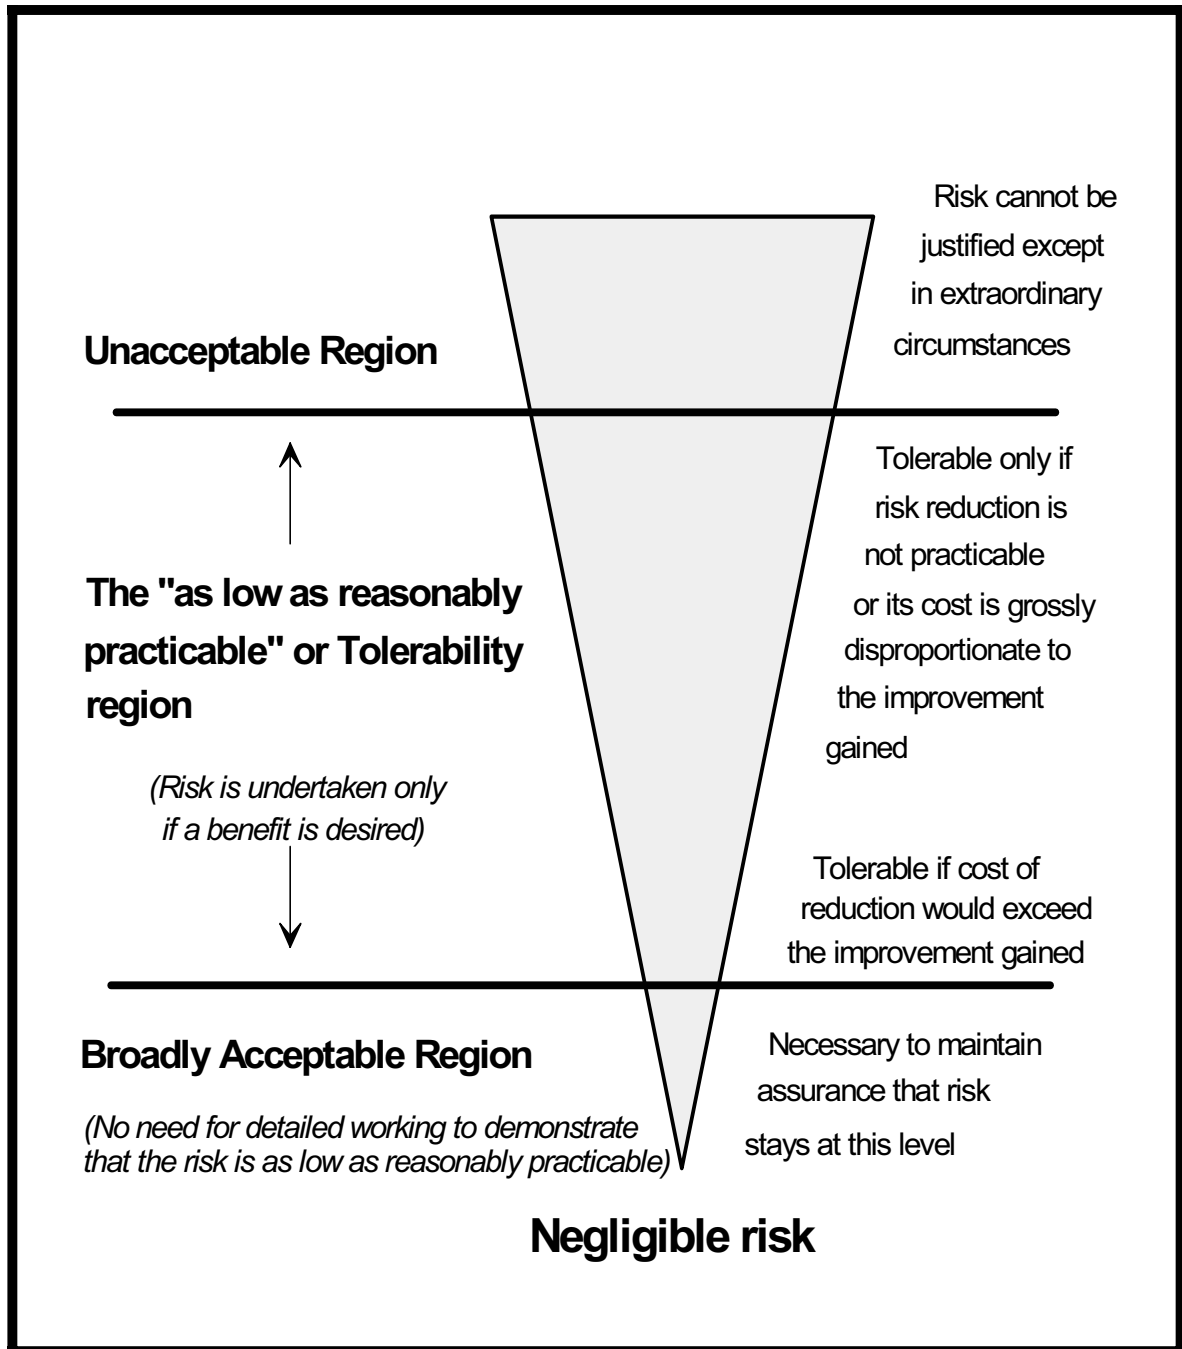 Risk cannot be
justified except
in extraordinary
circumstances
Unacceptable Region
Tolerable only if
risk reduction is
not practicable
or its cost is grossly
disproportionate to
the improvement
gained
The "as low as reasonably
practicable" or Tolerability
region
(Risk is undertaken only
if a benefit is desired)
Tolerable if cost of
reduction would exceed
the improvement gained
Broadly Acceptable Region
(No need for detailed working to demonstrate
that the risk is as low as reasonably practicable)
Necessary to maintain
assurance that risk
stays at this level
Negligible risk